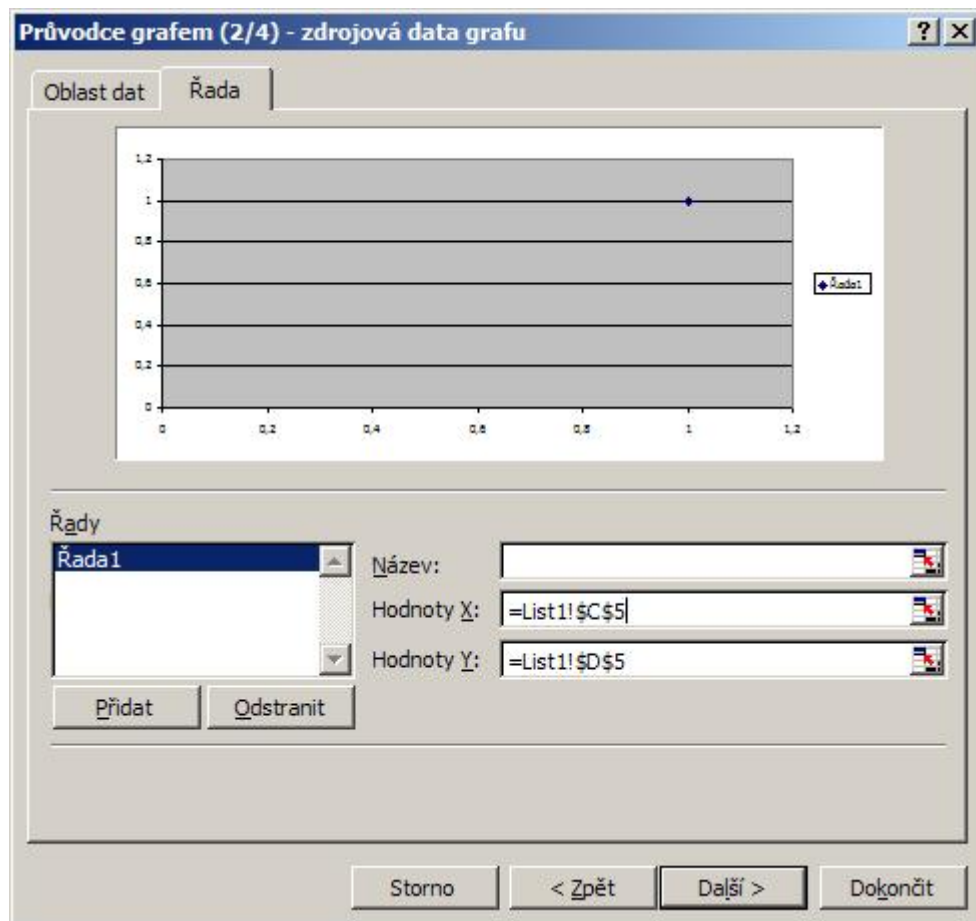 Průvodce grafem (2/4) - zdrojová data grafu
Oblast dat Řada
1,2
1
0,8
0,6
0,4
0,2
0
0 0,2 0,4 0,6 0,8 1 1,2
Řada1
Řady
Řada1
Název:
Hodnoty X: =List1!$C$5
Hodnoty Y: =List1!$D$5
Přidat Odstranit
Storno < Zpět Další > Dokončit